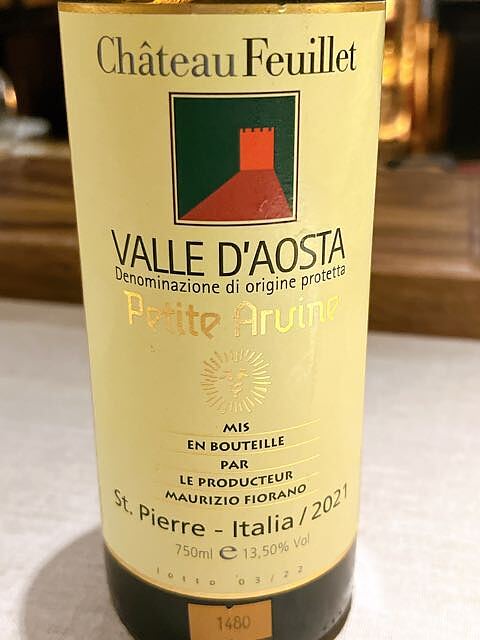 Château Feuillet
VALLE D'AOSTA
Denominazione di origine protetta
Petite Arvine
MIS
EN BOUTEILLE
PAR
LE PRODUCTEUR
MAURIZIO FIORANO
St. Pierre - Italia / 2021
750ml e 13,50% Vol
lotto 03/22
1480